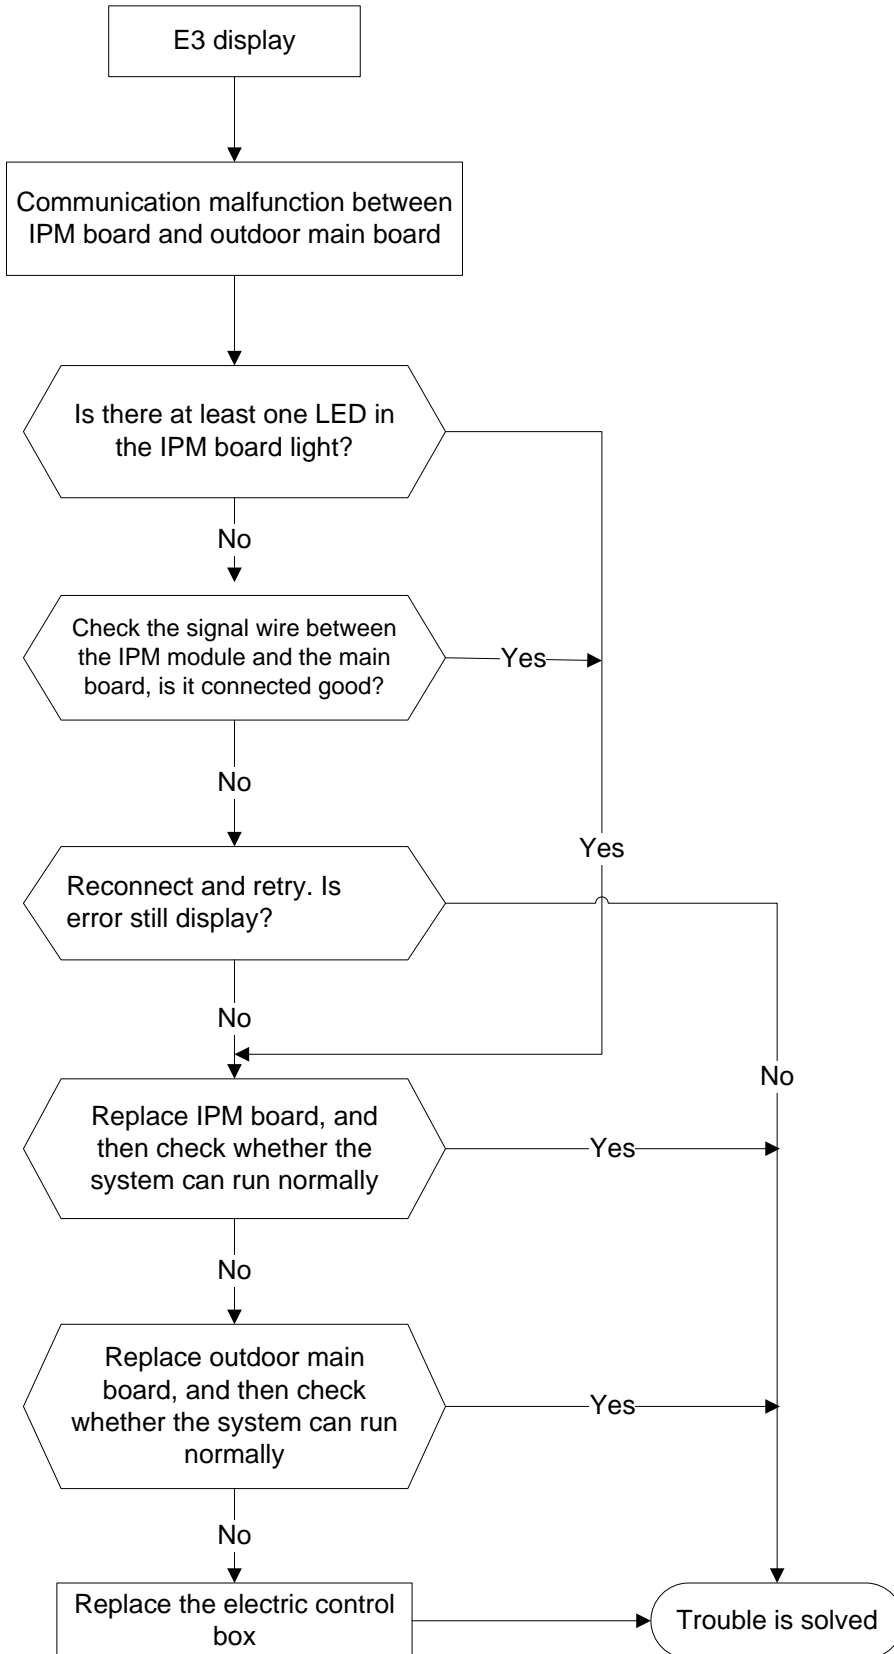 E3 display
Communication malfunction between
IPM board and outdoor main board
Is there at least one LED in
the IPM board light?
No
Check the signal wire between
the IPM module and the main
board, is it connected good?
Yes
No
Yes
Reconnect and retry. Is
error still display?
No
No
Replace IPM board, and
then check whether the
system can run normally
Yes
No
Replace outdoor main
board, and then check
whether the system can run
normally
Yes
No
Replace the electric control
box
Trouble is solved